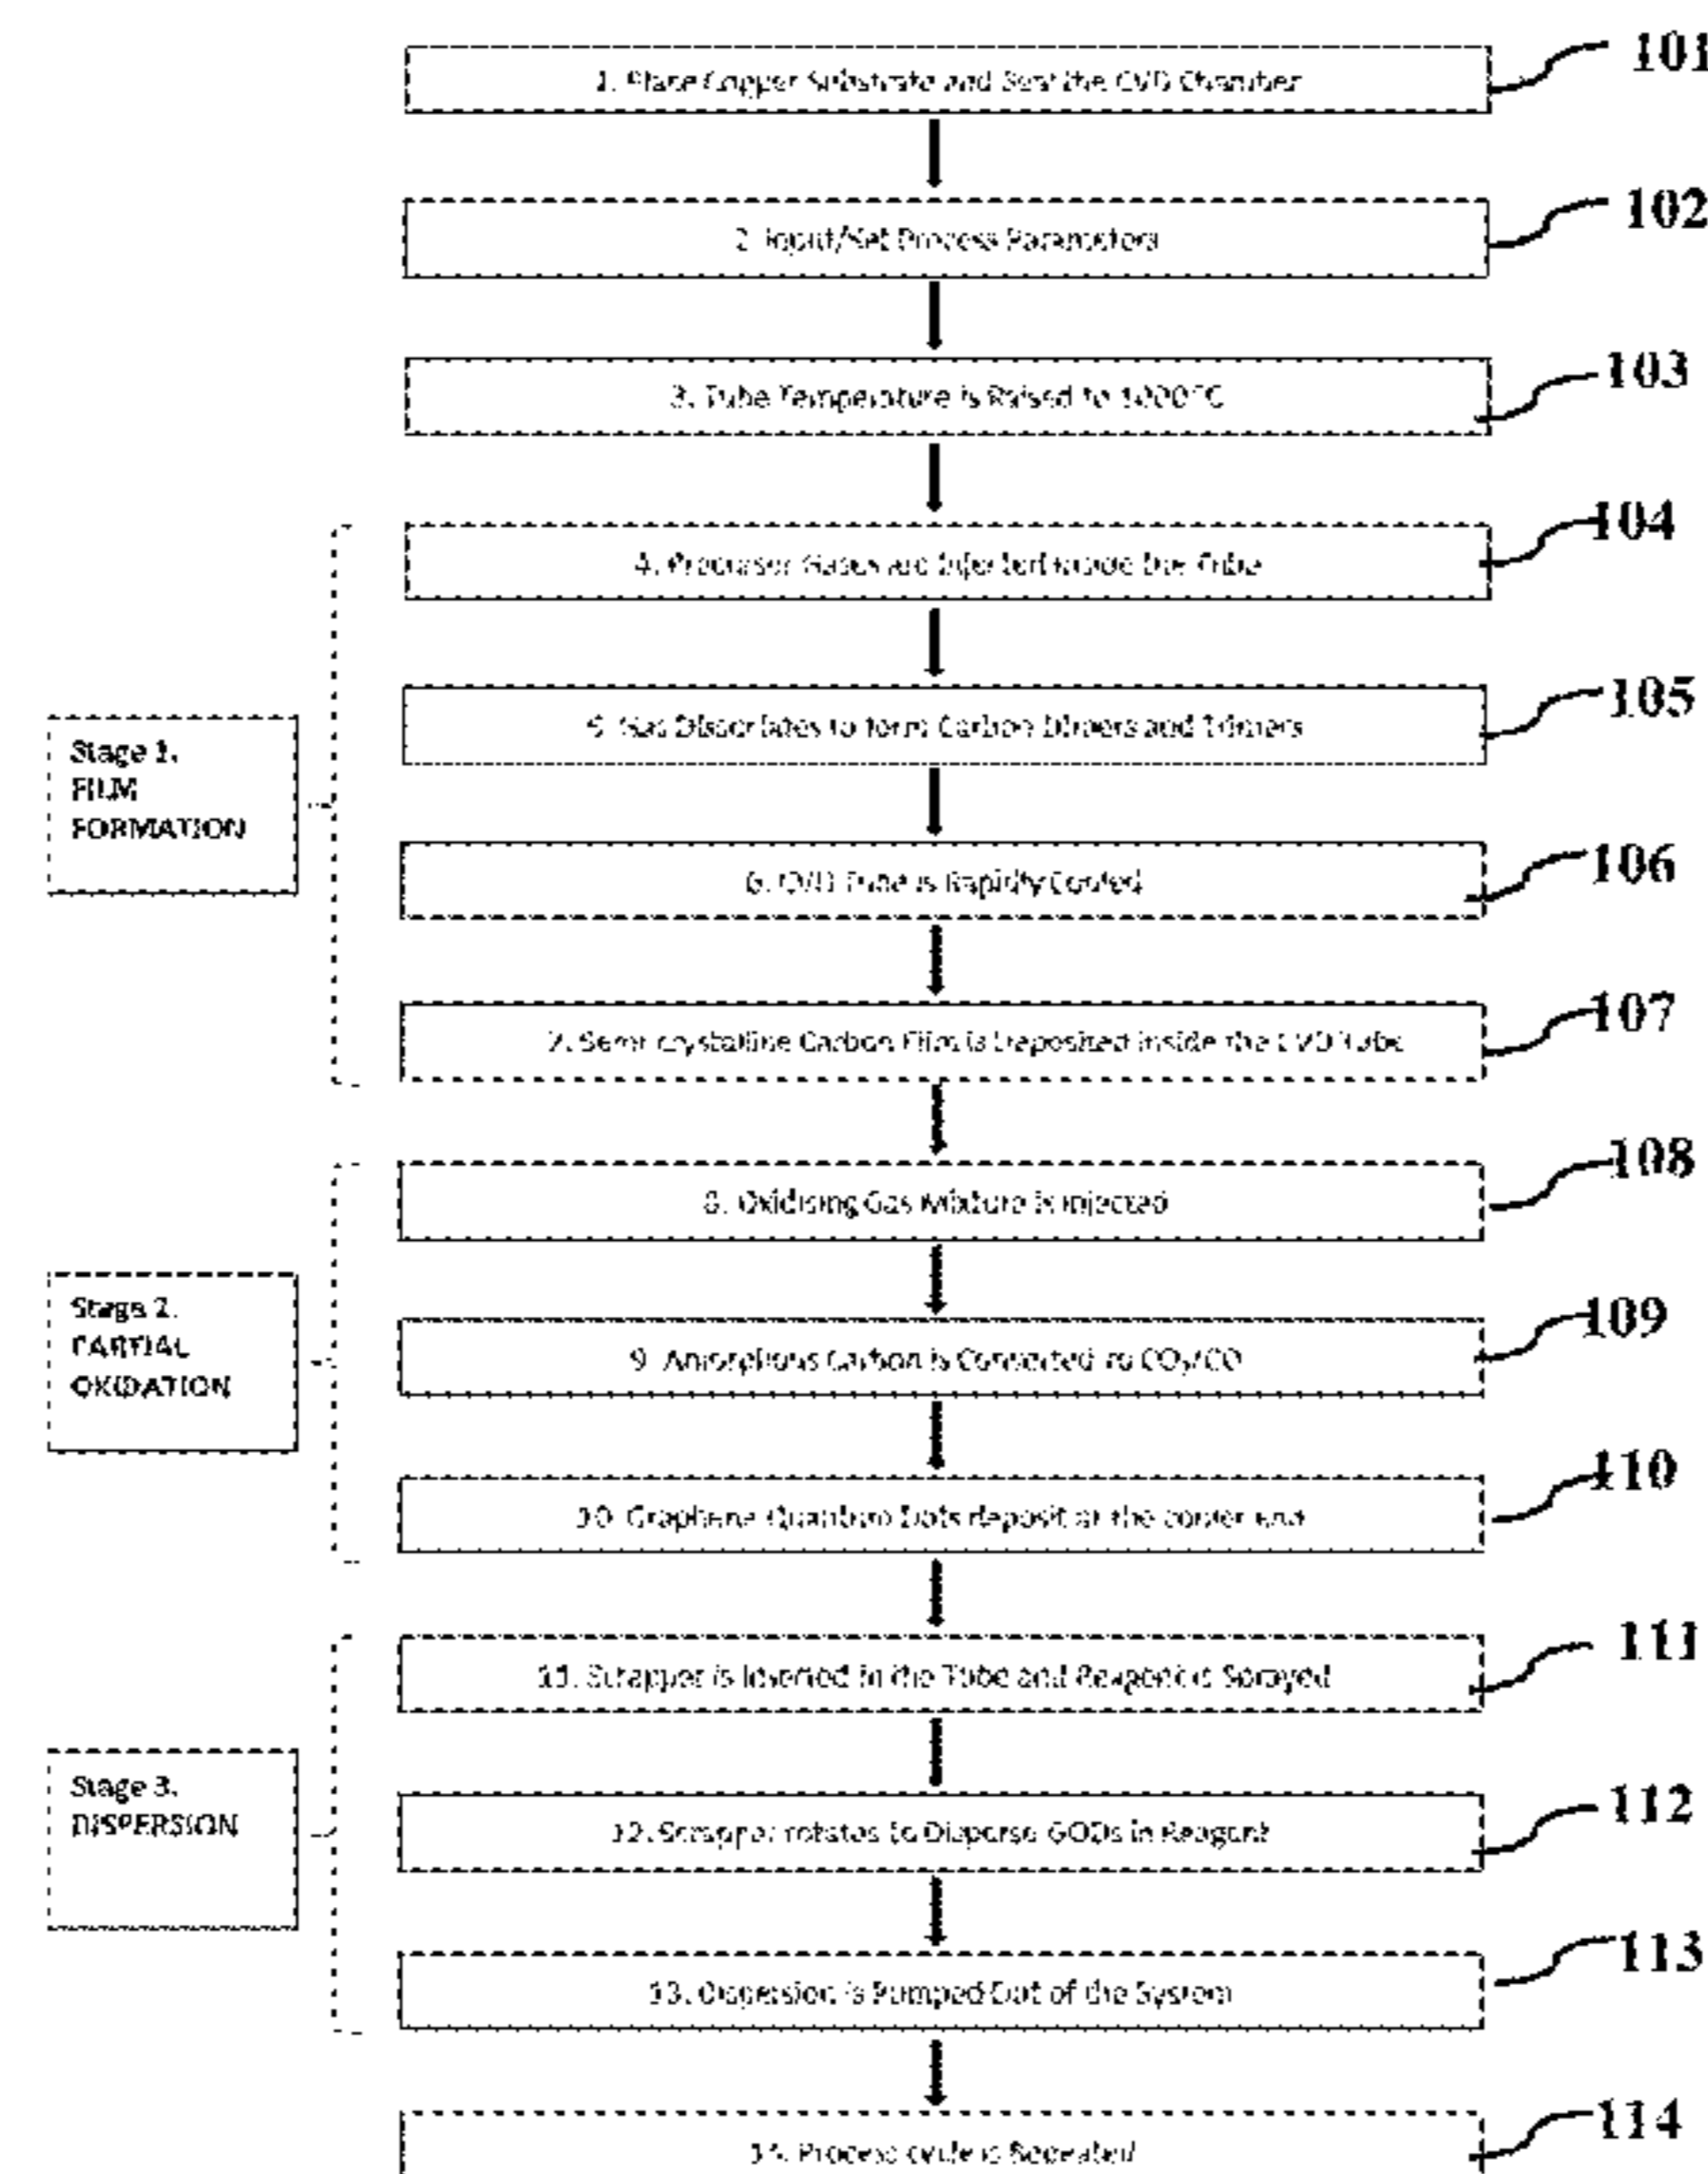 1. Place Copper Substrate and Seal the CVD Chamber
101
2. Input/Set Process Parameters
102
3. Tube Temperature is Raised to 1000°C
103
4. Precursor Gases are Injected inside the Tube
104
5. Gas Dissociates to form Carbon Dimers and Trimers
105
Stage 1.
FILM
FORMATION
6. CVD Tube is Rapidly Cooled
106
7. Semi crystalline Carbon Film is Deposited inside the CVD Tube
107
8. Oxidising Gas Mixture is Injected
108
Stage 2.
PARTIAL
OXIDATION
9. Amorphous Carbon is Converted to CO₂/CO
109
10. Graphene Quantum Dots deposit at the end
110
11. Scrapper is Inserted in the Tube and Reagent is Sprayed
111
Stage 3.
DISPERSION
12. Scrapper rotates to Disperse GQDs in Reagent
112
13. Dispersion is Pumped Out of the System
113
14. Process cycle is Repeated
114